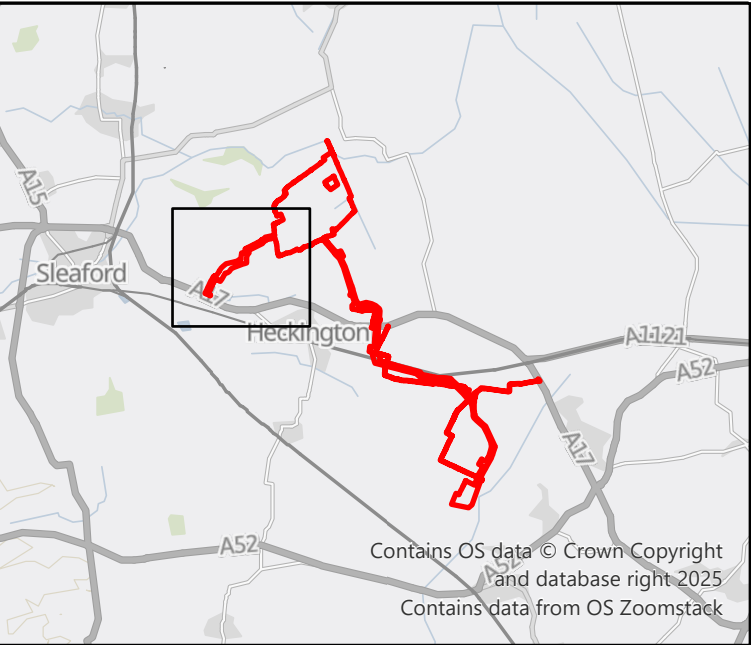 A15
Sleaford
A17
Heckington
A1121
A52
A17
A52
A52
Contains OS data © Crown Copyright
and database right 2025
Contains data from OS Zoomstack